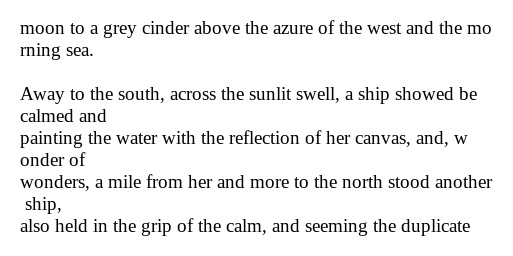 moon to a grey cinder above the azure of the west and the mo
rning sea.
Away to the south, across the sunlit swell, a ship showed be
calmed and
painting the water with the reflection of her canvas, and, w
onder of
wonders, a mile from her and more to the north stood another
 ship,
also held in the grip of the calm, and seeming the duplicate